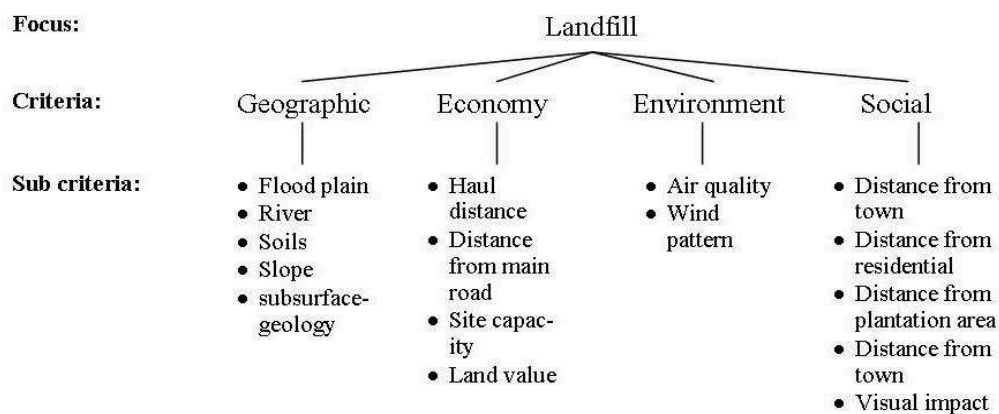 Focus: Landfill
Criteria: Geographic Economy Environment Social
Sub criteria:
• Flood plain
• River
• Soils
• Slope
• subsurface-
geology
• Haul
distance
• Distance
from main
road
• Site capac-
ity
• Land value
• Air quality
• Wind
pattern
• Distance from
town
• Distance from
residential
• Distance from
plantation area
• Distance from
town
• Visual impact